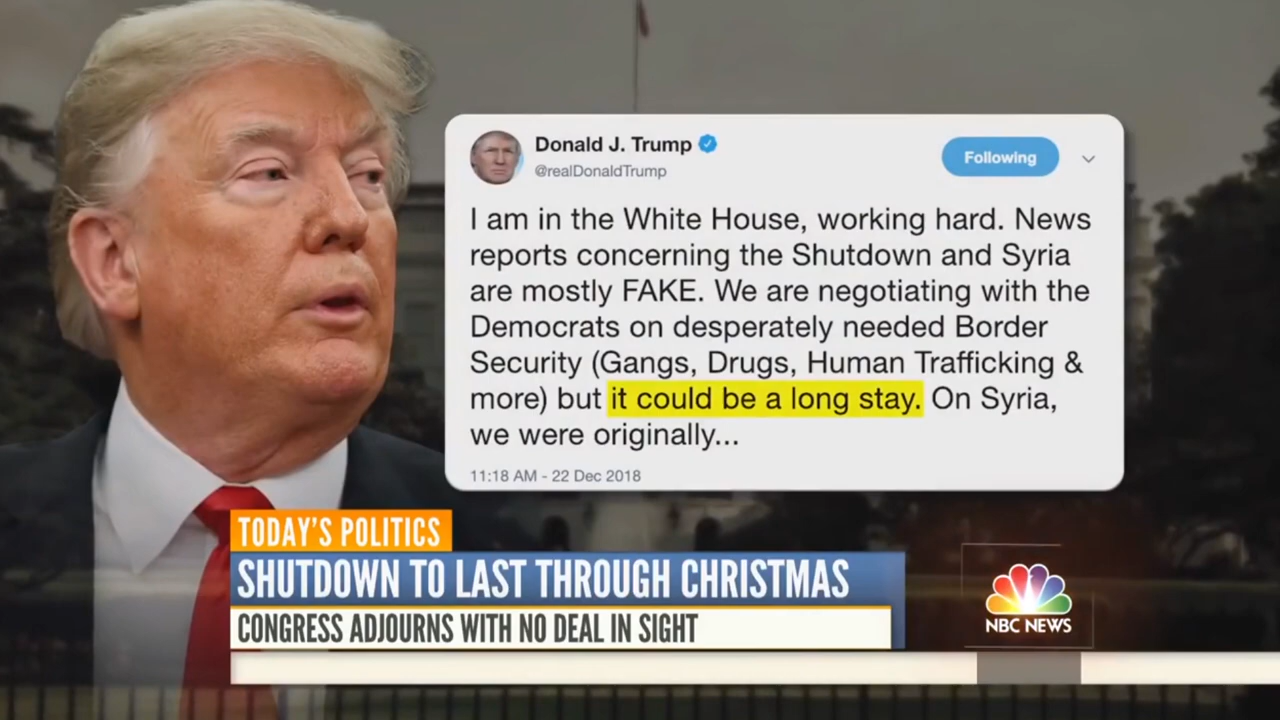 Donald J. Trump
@realDonaldTrump
Following
I am in the White House, working hard. News
reports concerning the Shutdown and Syria
are mostly FAKE. We are negotiating with the
Democrats on desperately needed Border
Security (Gangs, Drugs, Human Trafficking &
more) but it could be a long stay. On Syria,
we were originally...
11:18 AM - 22 Dec 2018
TODAY'S POLITICS
SHUTDOWN TO LAST THROUGH CHRISTMAS
CONGRESS ADJOURNS WITH NO DEAL IN SIGHT
NBC NEWS